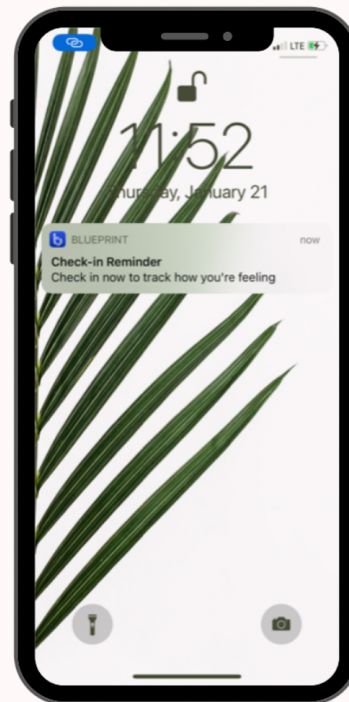 LTE
11:52
Thursday, January 21
BLUEPRINT now
Check-in Reminder
Check in now to track how you're feeling